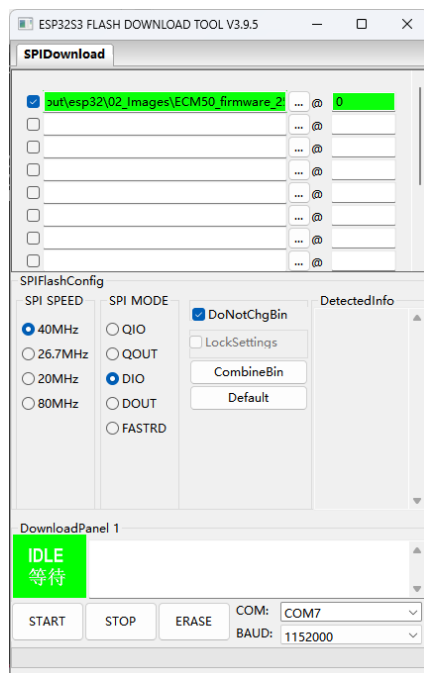 ESP32S3 FLASH DOWNLOAD TOOL V3.9.5
SPIDownload
out\esp32\02_Images\ECM50_firmware_2 ... @ 0
... @
... @
... @
... @
... @
... @
... @
SPIFlashConfig
SPI SPEED
40MHz
26.7MHz
20MHz
80MHz
SPI MODE
QIO
QOUT
DIO
DOUT
FASTRD
DoNotChgBin
LockSettings
CombineBin
Default
DetectedInfo
DownloadPanel 1
IDLE
等待
START STOP ERASE
COM: COM7
BAUD: 1152000